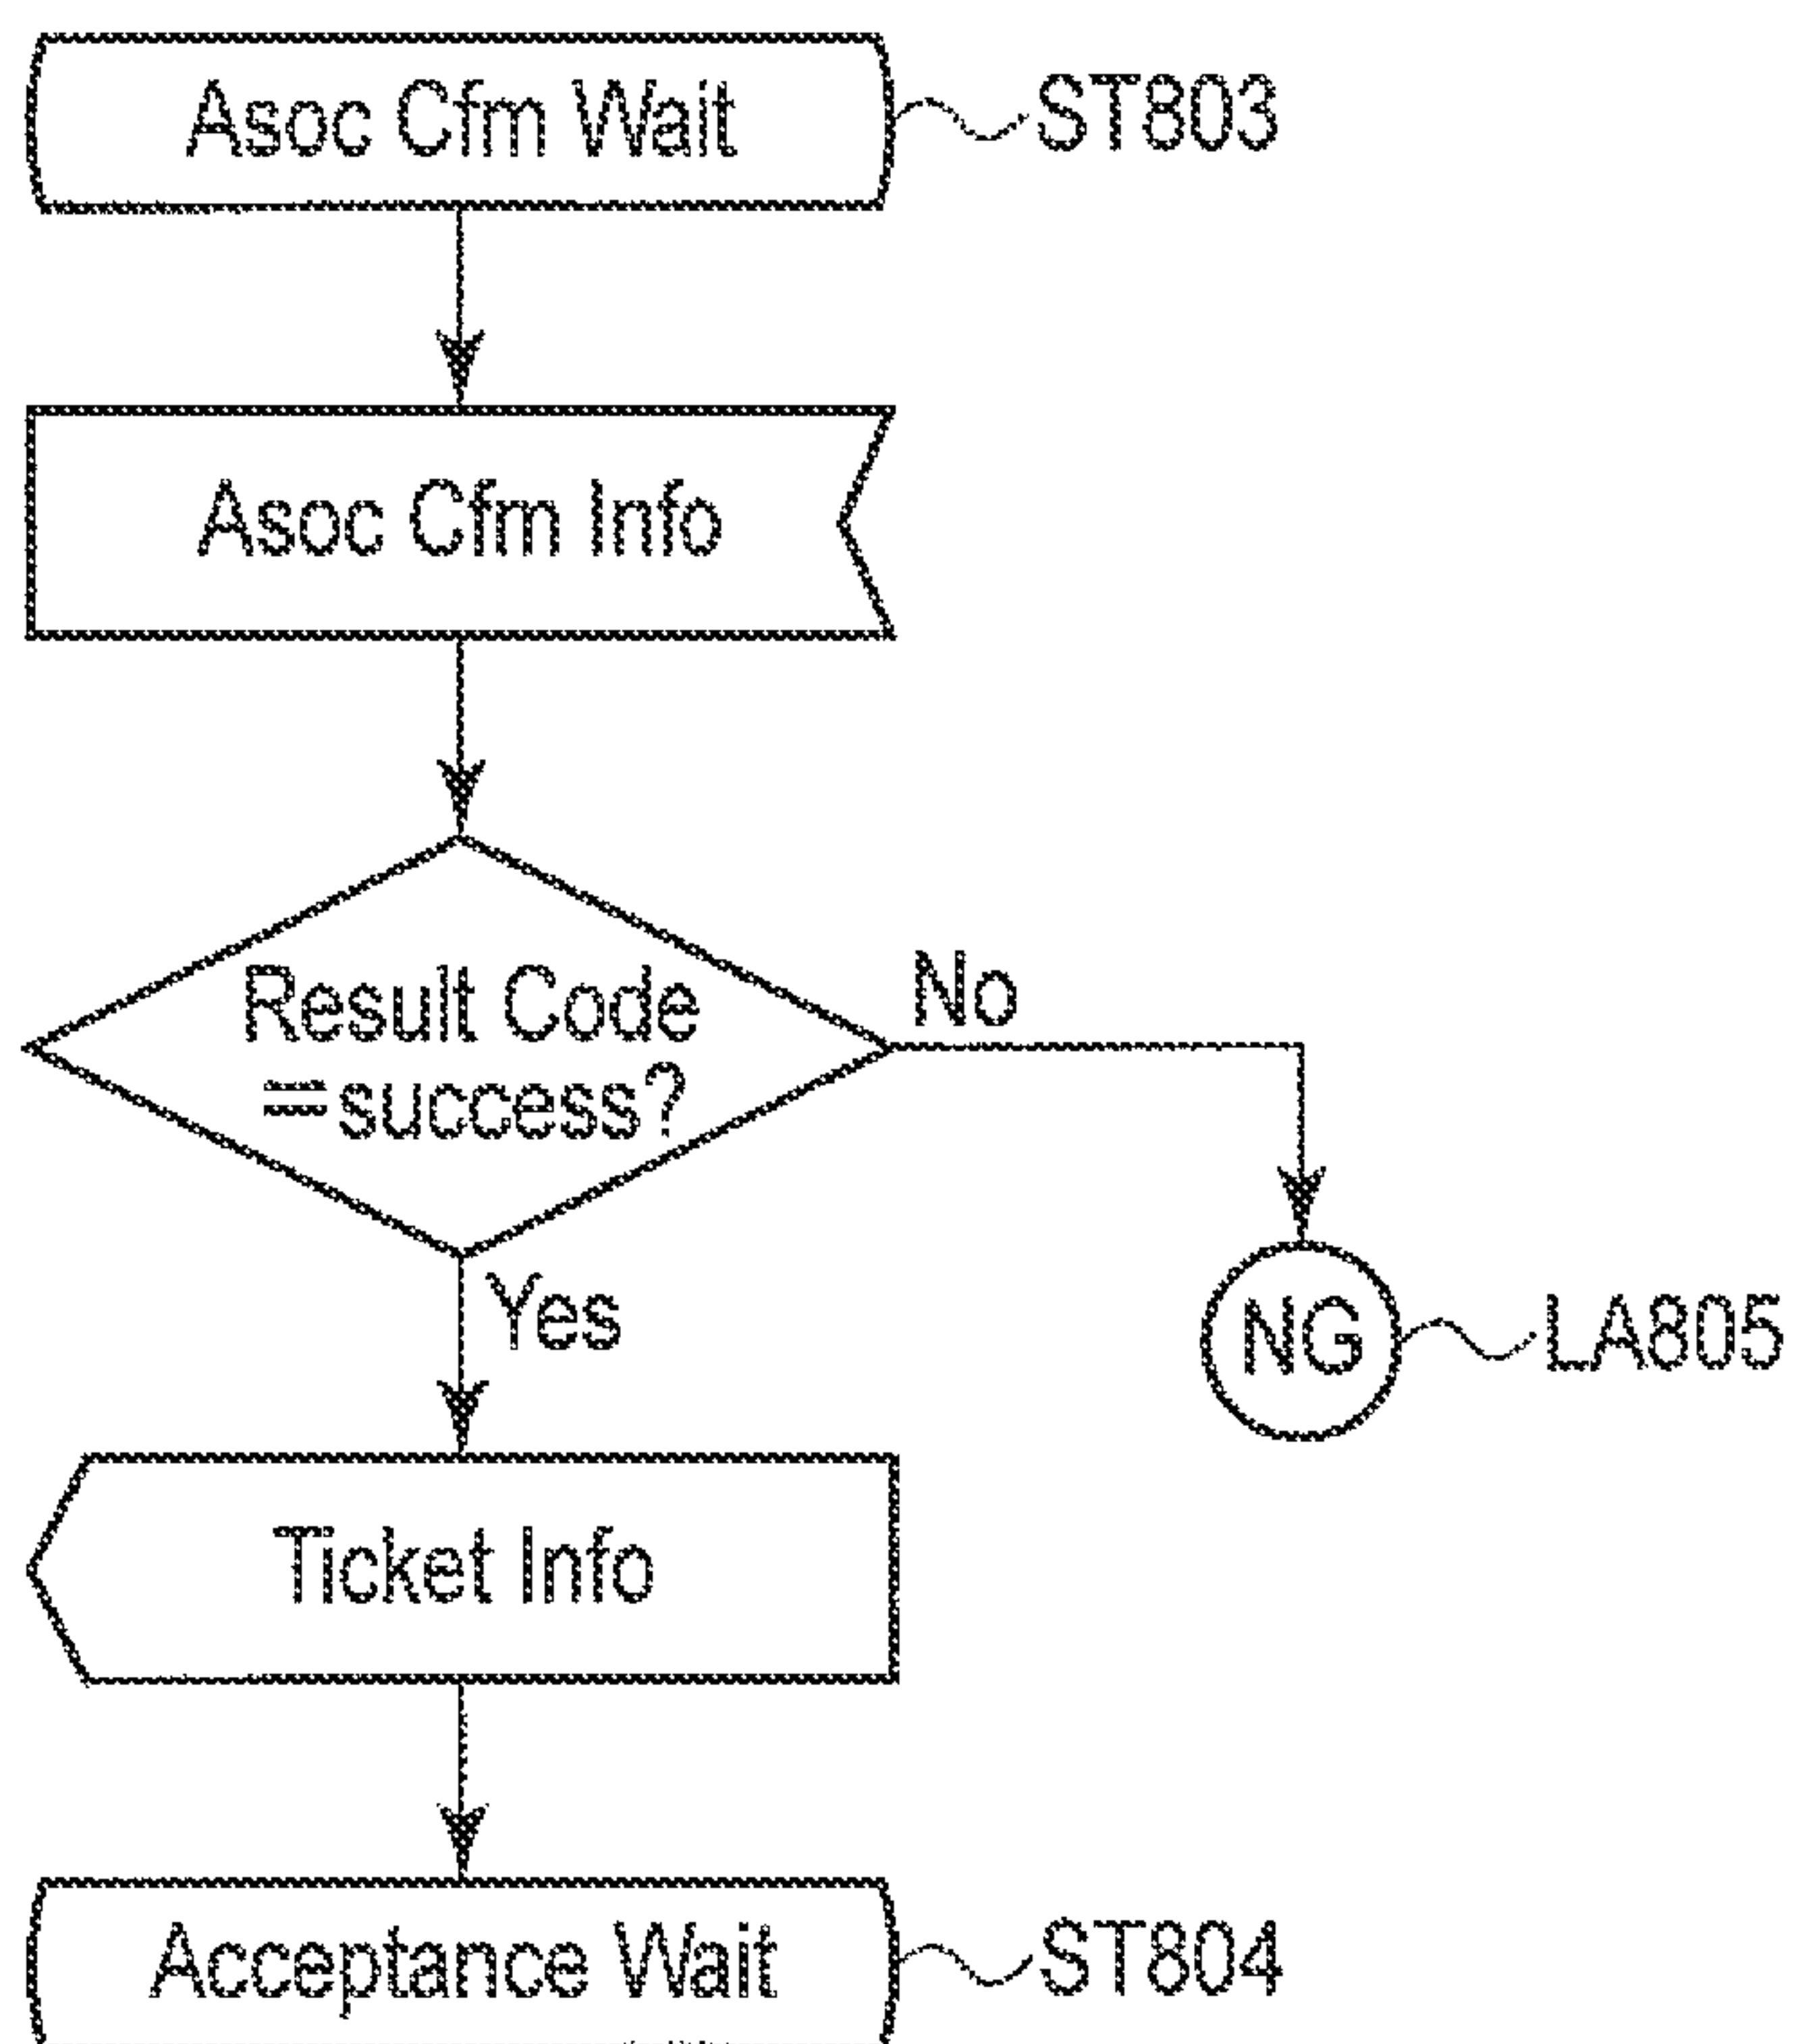 Asoc Cfm Wait
ST803
Asoc Cfm Info
Result Code
=success?
No
Yes
NG
LA805
Ticket Info
Acceptance Wait
ST804